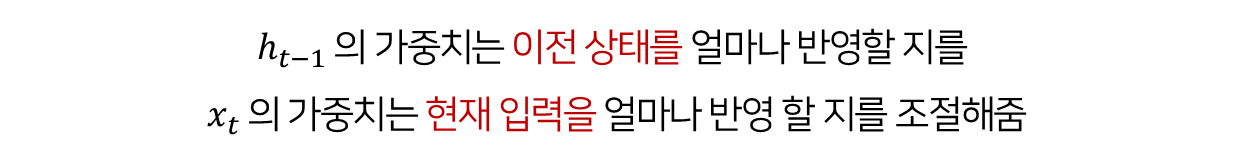 h_{t-1} 의 가중치는 이전 상태를 얼마나 반영할 지를
x_t 의 가중치는 현재 입력을 얼마나 반영 할 지를 조절해줌